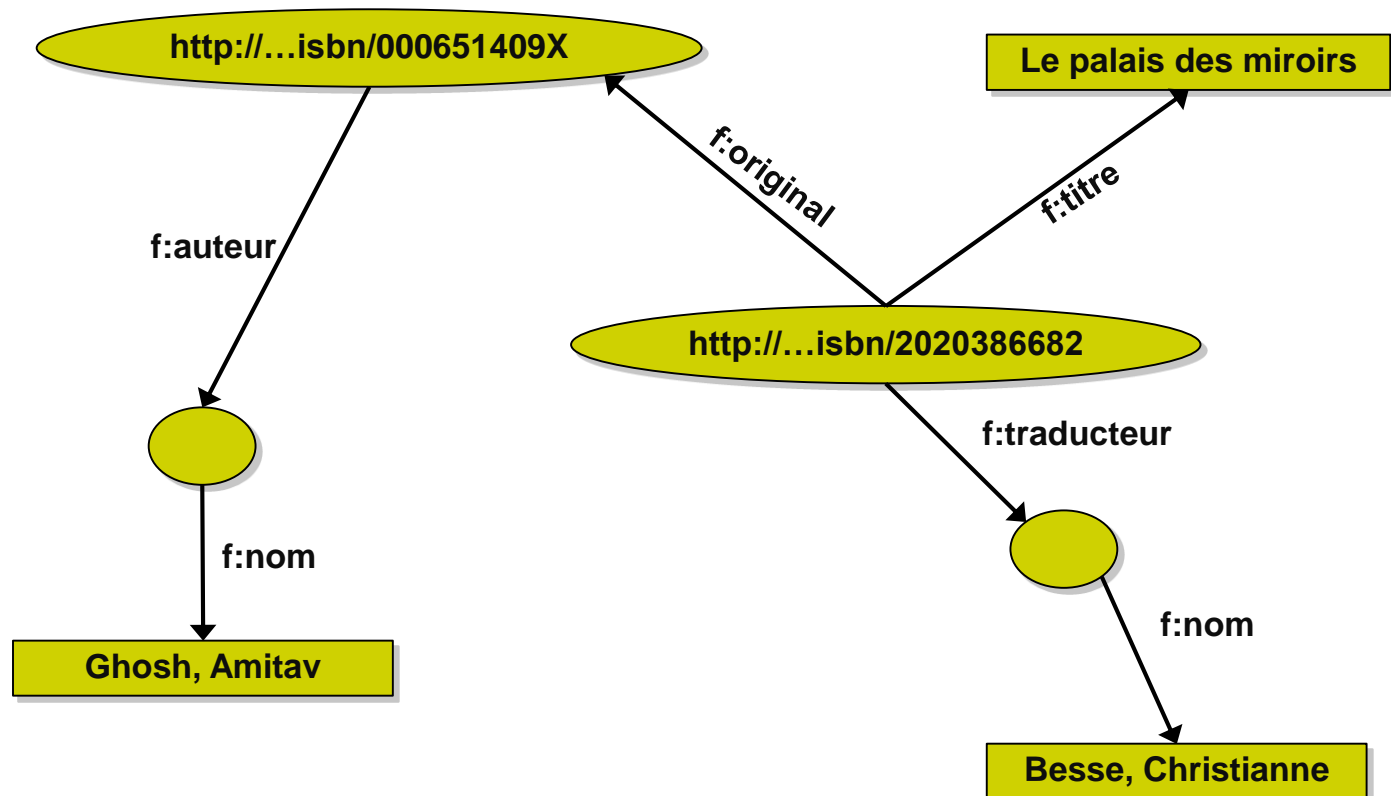 http://…isbn/000651409X
Le palais des miroirs
f:original
f:titre
f:auteur
http://…isbn/2020386682
f:traducteur
f:nom
f:nom
Ghosh, Amitav
Besse, Christianne